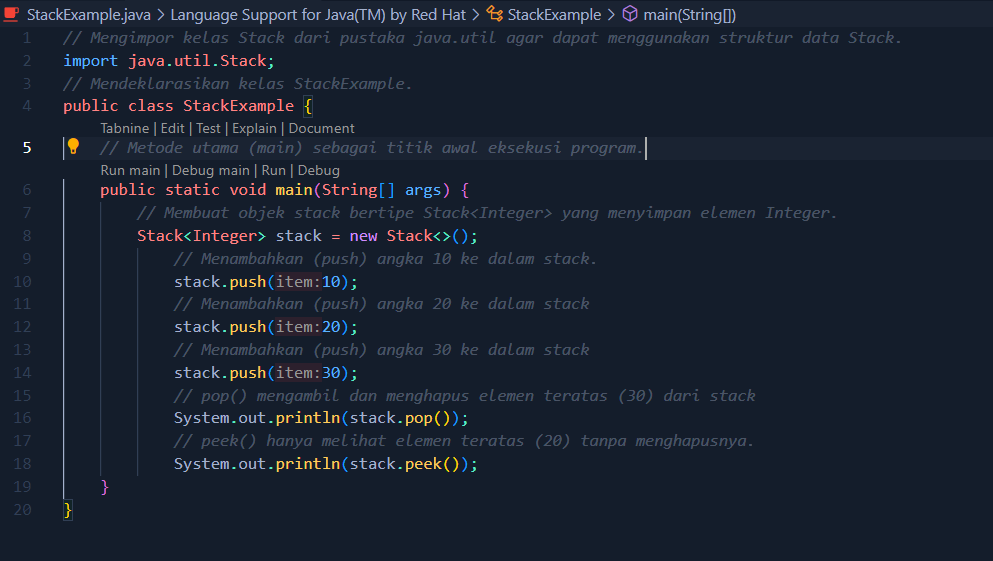 StackExample.java > Language Support for Java(TM) by Red Hat > StackExample > main(String[])
1 // Mengimpor kelas Stack dari pustaka java.util agar dapat menggunakan struktur data Stack.
2 import java.util.Stack;
3 // Mendeklarasikan kelas StackExample.
4 public class StackExample {
Tabnine | Edit | Test | Explain | Document
5 // Metode utama (main) sebagai titik awal eksekusi program.
Run main | Debug main | Run | Debug
6 public static void main(String[] args) {
7 // Membuat objek stack bertipe Stack<Integer> yang menyimpan elemen Integer.
8 Stack<Integer> stack = new Stack<>();
9 // Menambahkan (push) angka 10 ke dalam stack.
10 stack.push(item:10);
11 // Menambahkan (push) angka 20 ke dalam stack
12 stack.push(item:20);
13 // Menambahkan (push) angka 30 ke dalam stack
14 stack.push(item:30);
15 // pop() mengambil dan menghapus elemen teratas (30) dari stack
16 System.out.println(stack.pop());
17 // peek() hanya melihat elemen teratas (20) tanpa menghapusnya.
18 System.out.println(stack.peek());
19 }
20 }